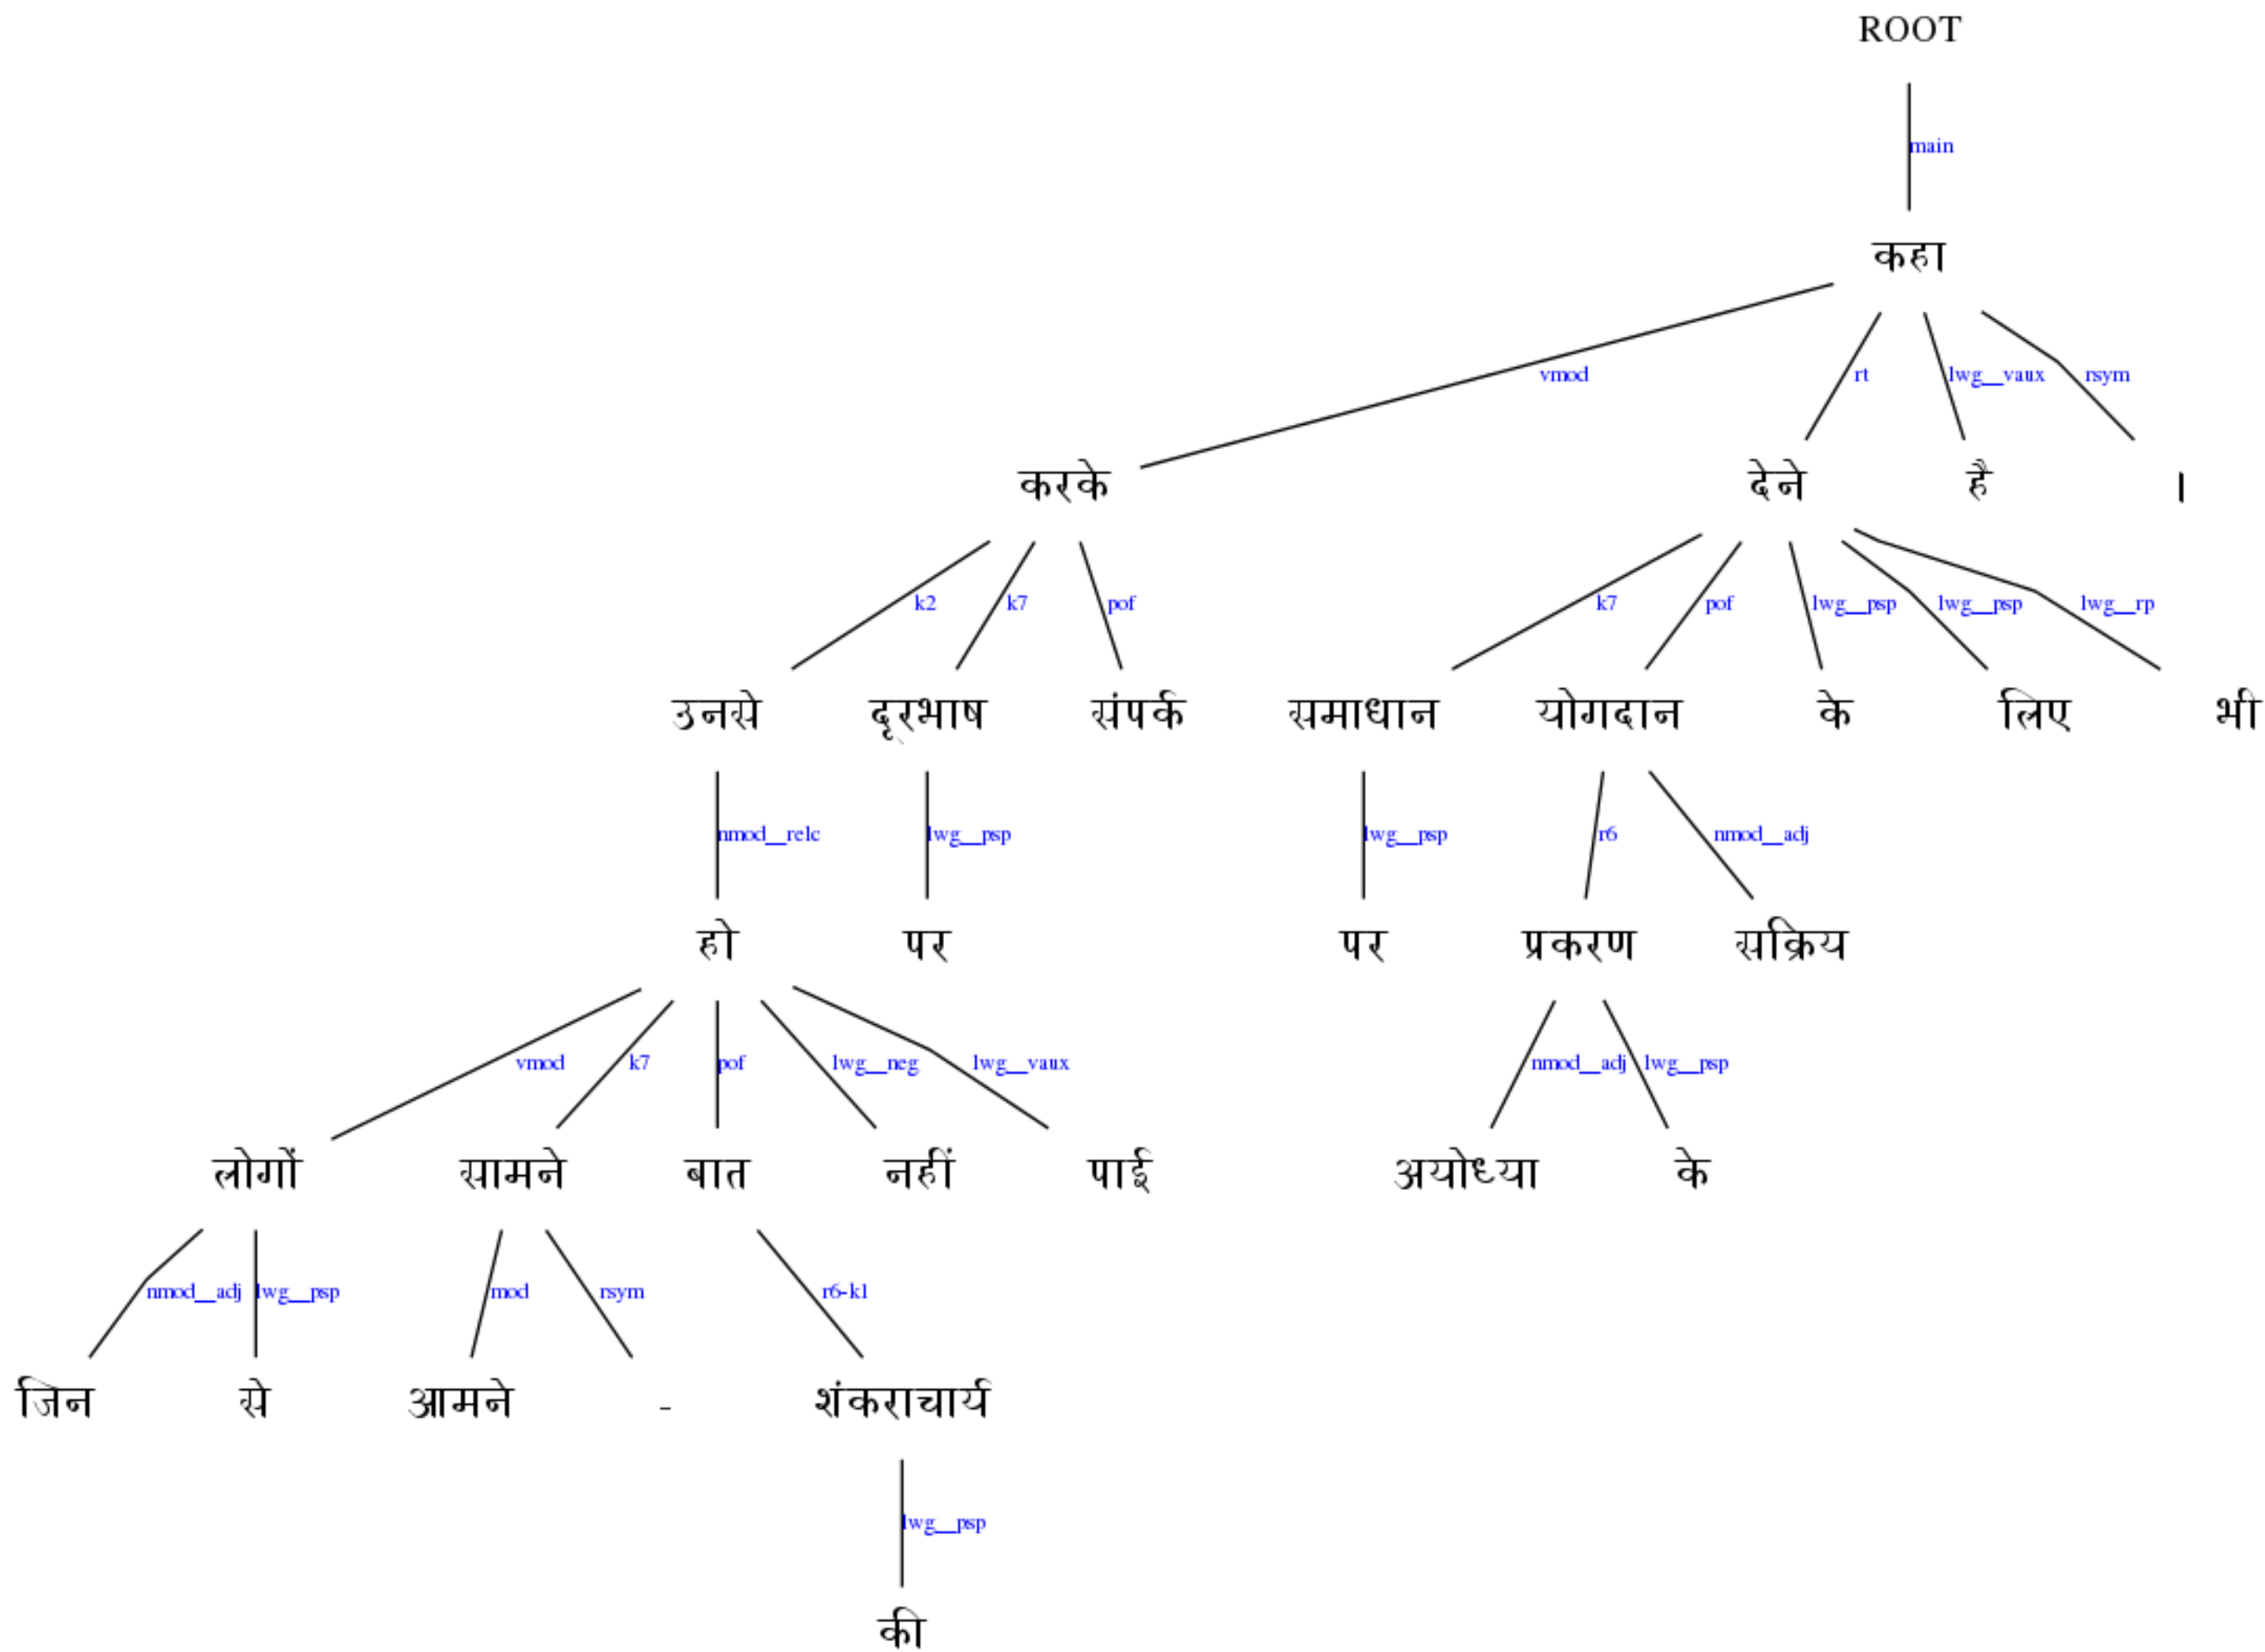 ROOT
main
कहा
vmod rt lwg__vaux rsym
करके देने है ।
k2 k7 pof k7 pof lwg__psp lwg__psp lwg__rp
उनसे दूरभाष संपर्क समाधान योगदान के लिए भी
nmod__relc lwg__psp lwg__psp r6 nmod__adj
हो पर पर प्रकरण सक्रिय
vmod k7 pof lwg__neg lwg__vaux nmod__adj lwg__psp
लोगों सामने बात नहीं पाई अयोध्या के
nmod__adj lwg__psp mod rsym r6-k1
जिन से आमने - शंकराचार्य
lwg__psp
की